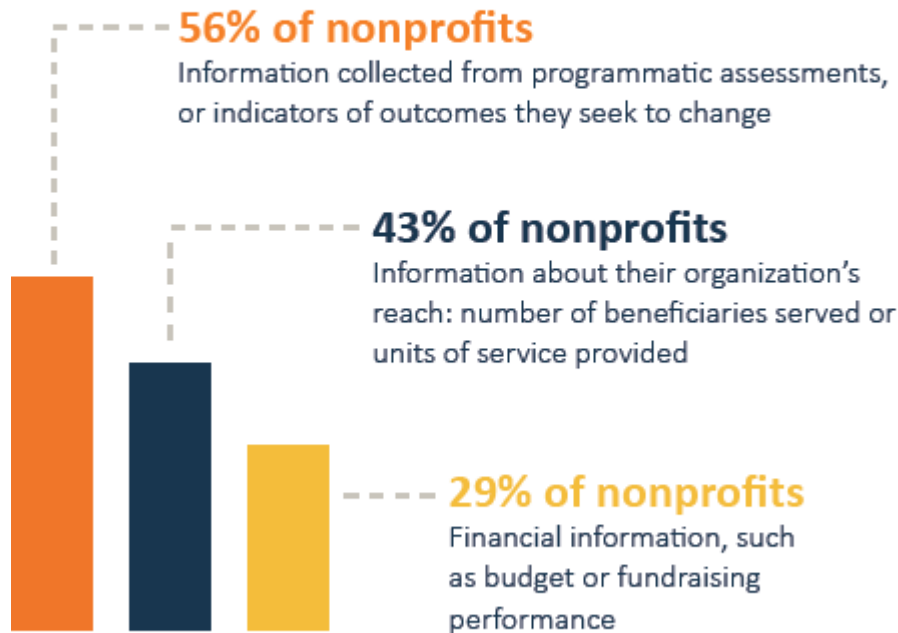 56% of nonprofits
Information collected from programmatic assessments,
or indicators of outcomes they seek to change
43% of nonprofits
Information about their organization’s
reach: number of beneficiaries served or
units of service provided
29% of nonprofits
Financial information, such
as budget or fundraising
performance